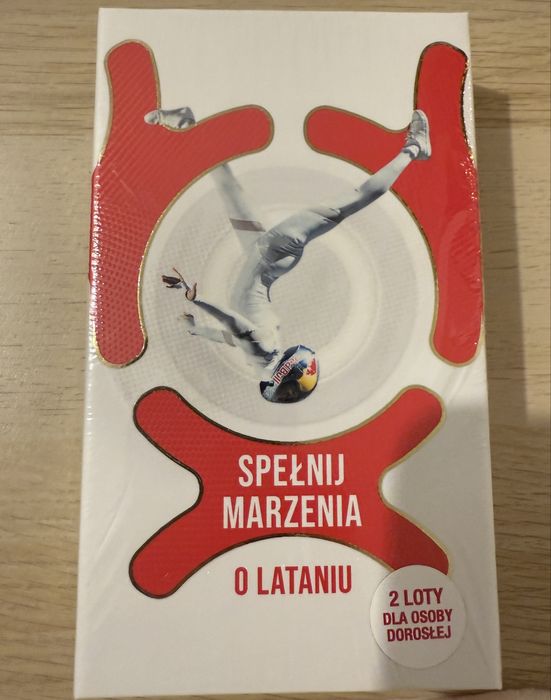 Red Bull
SPEŁNIJ
MARZENIA
O LATANIU
2 LOTY
DLA OSOBY
DOROSŁEJ